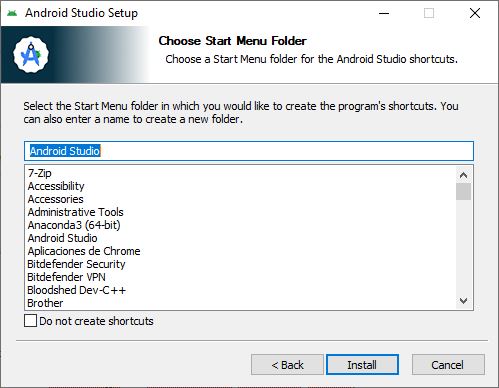 Android Studio Setup
Choose Start Menu Folder
Choose a Start Menu folder for the Android Studio shortcuts.
Select the Start Menu folder in which you would like to create the program's shortcuts. You
can also enter a name to create a new folder.
Android Studio
7-Zip
Accessibility
Accessories
Administrative Tools
Anaconda3 (64-bit)
Android Studio
Aplicaciones de Chrome
Bitdefender Security
Bitdefender VPN
Bloodshed Dev-C++
Brother
Do not create shortcuts
< Back
Install
Cancel